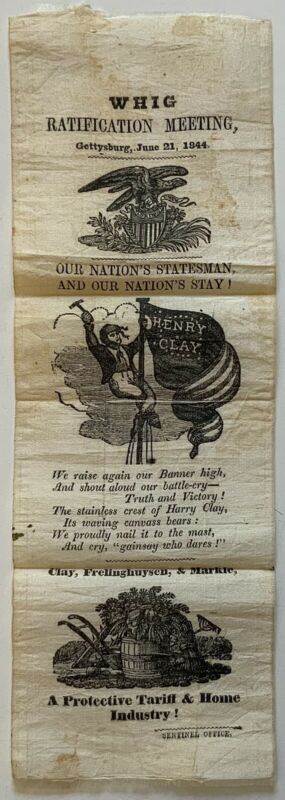 WHIG
RATIFICATION MEETING,
Gettysburg, June 21, 1844.
OUR NATION'S STATESMAN,
AND OUR NATION'S STAY!
HENRY
CLAY,
We raise again our Banner high,
And shout aloud our battle-cry—
Truth and Victory!
The stainless crest of Harry Clay,
Its waving canvass bears:
We proudly nail it to the mast,
And cry, "gainsay who dares!"
Clay, Frelinghuysen, & Markle,
A Protective Tariff & Home
Industry!
SENTINEL OFFICE.